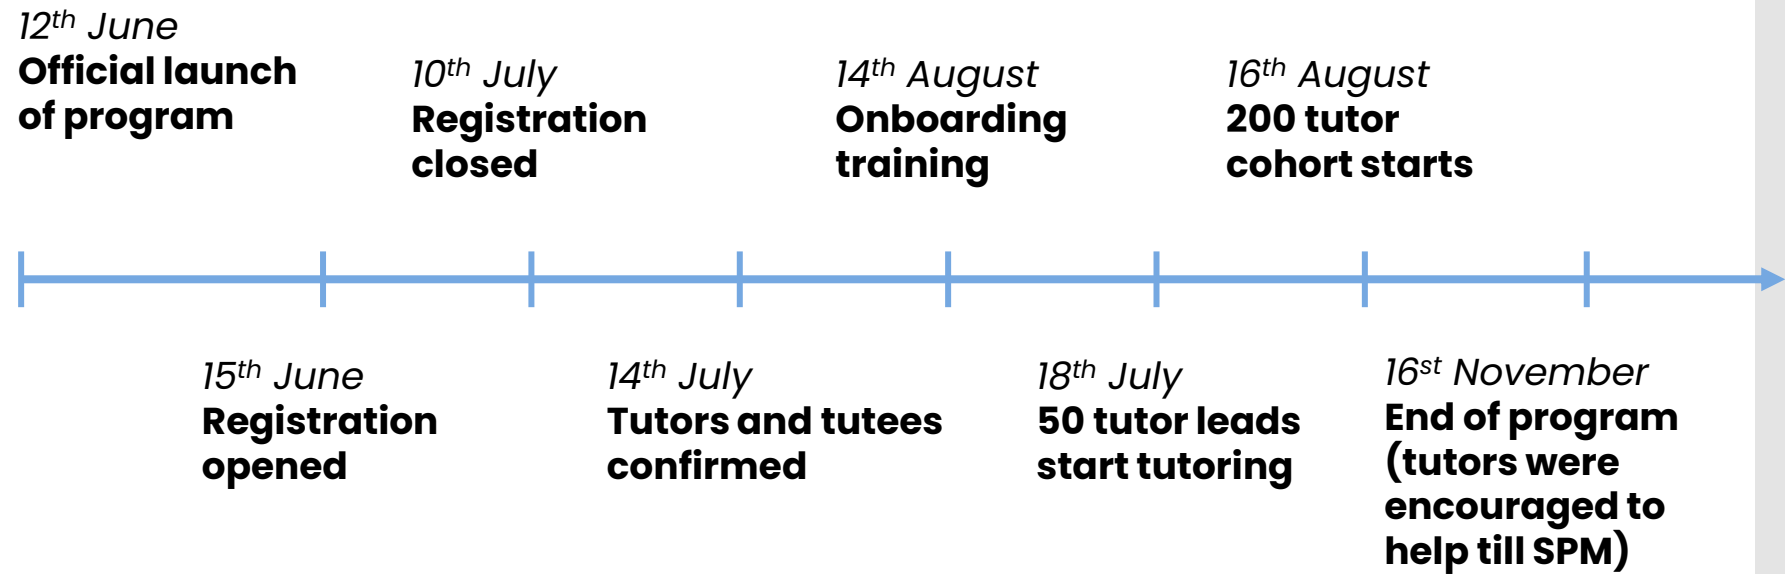 12th June
Official launch
of program
10th July
Registration
closed
14th August
Onboarding
training
16th August
200 tutor
cohort starts
15th June
Registration
opened
14th July
Tutors and tutees
confirmed
18th July
50 tutor leads
start tutoring
16st November
End of program
(tutors were
encouraged to
help till SPM)